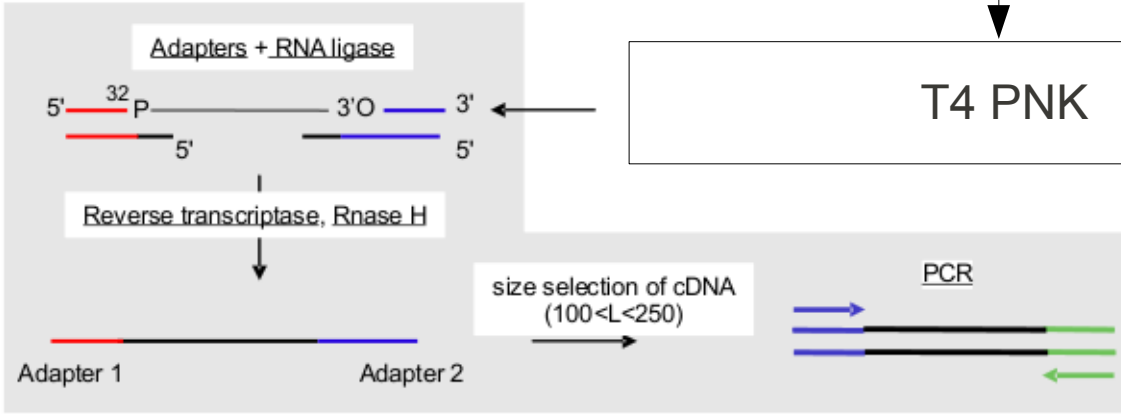 Adapters + RNA ligase
5' 32 P 3'O 3'
5' 5'
T4 PNK
Reverse transcriptase, Rnase H
size selection of cDNA
(100<L<250)
PCR
Adapter 1 Adapter 2